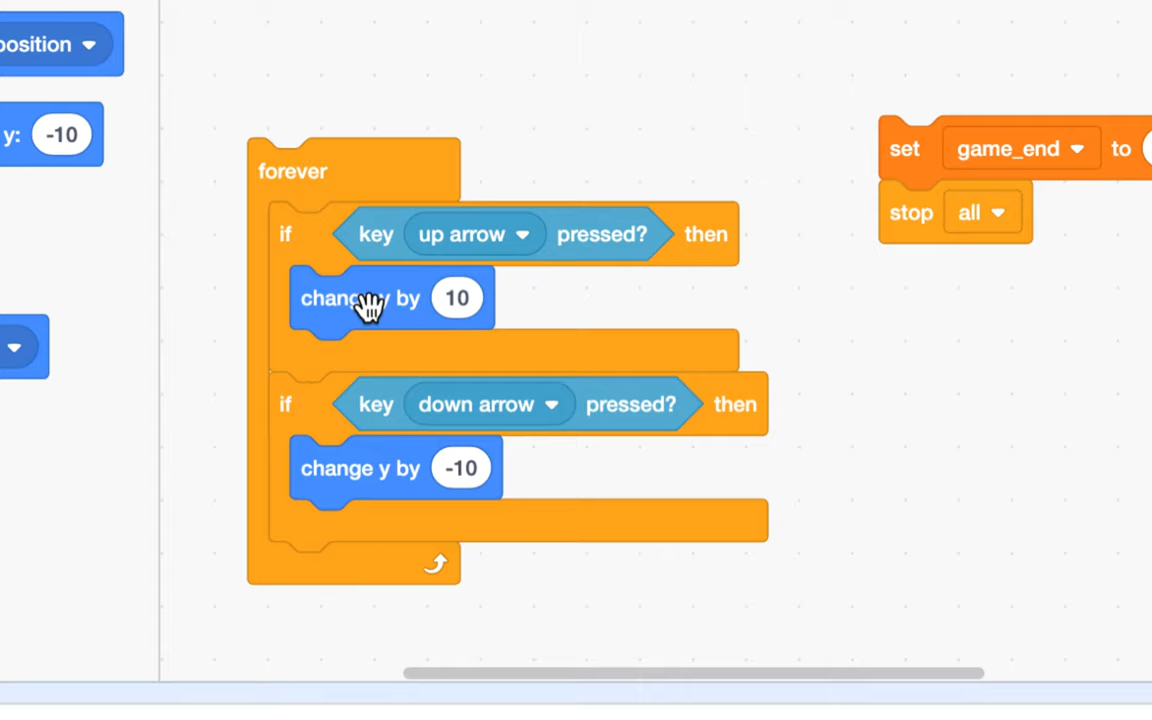 position
y: -10
forever
if key up arrow pressed? then
change y by 10
if key down arrow pressed? then
change y by -10
set game_end to
stop all